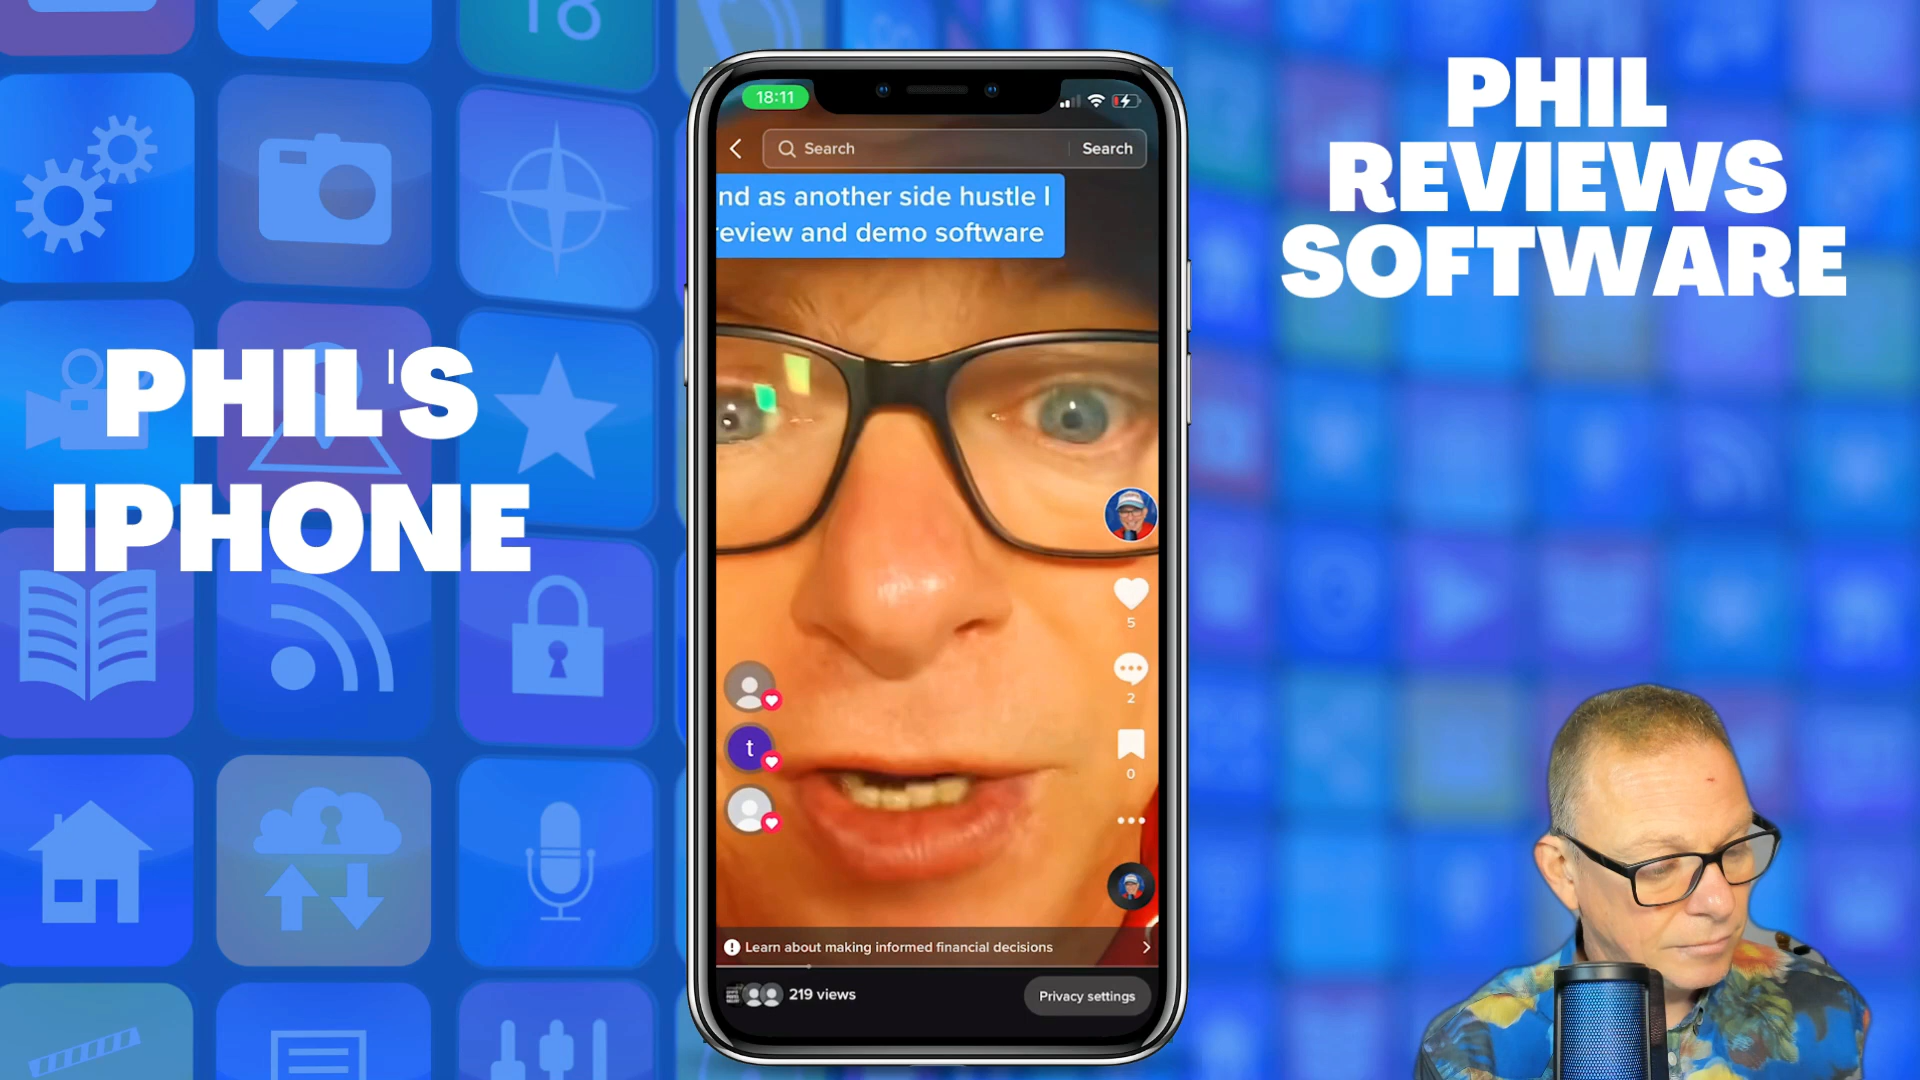 18
PHIL'S
IPHONE
18:11
Search
Search
nd as another side hustle I
eview and demo software
5
2
0
t
Learn about making informed financial decisions
219 views
Privacy settings
PHIL
REVIEWS
SOFTWARE